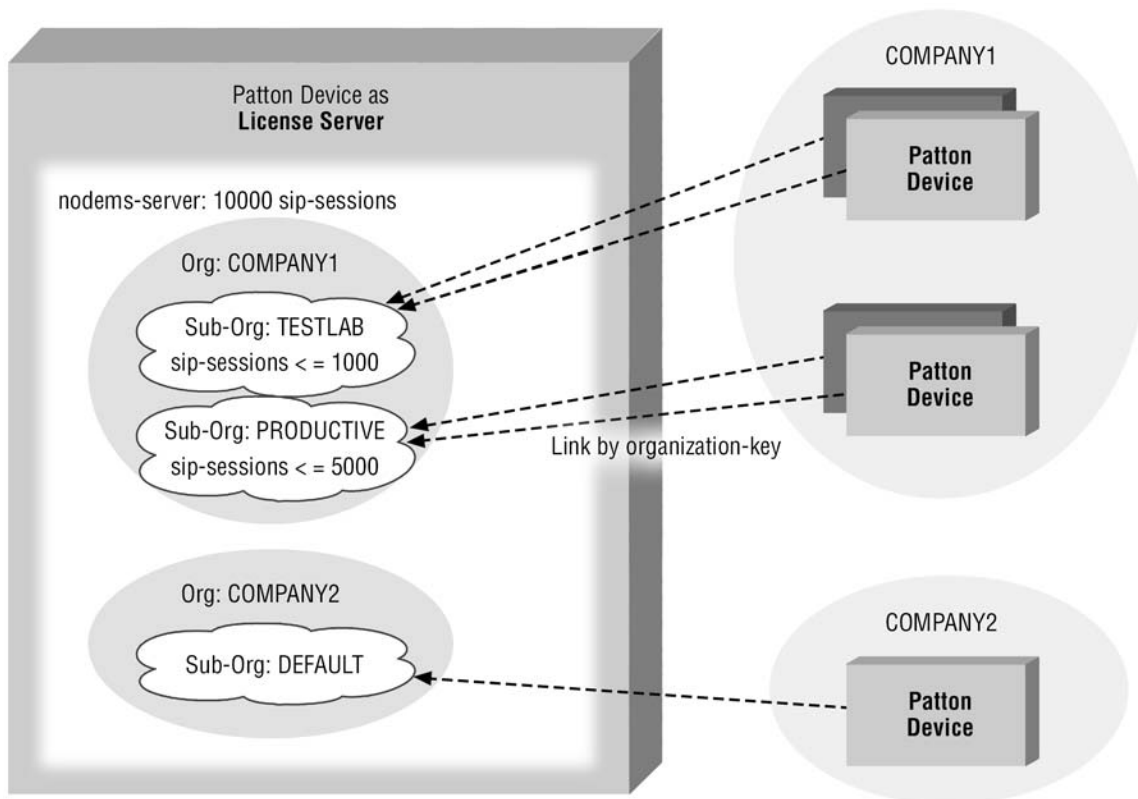 Patton Device as
License Server
nodems-server: 10000 sip-sessions
Org: COMPANY1
Sub-Org: TESTLAB
sip-sessions < = 1000
Sub-Org: PRODUCTIVE
sip-sessions < = 5000
Org: COMPANY2
Sub-Org: DEFAULT
Link by organization-key
COMPANY1
Patton
Device
Patton
Device
COMPANY2
Patton
Device